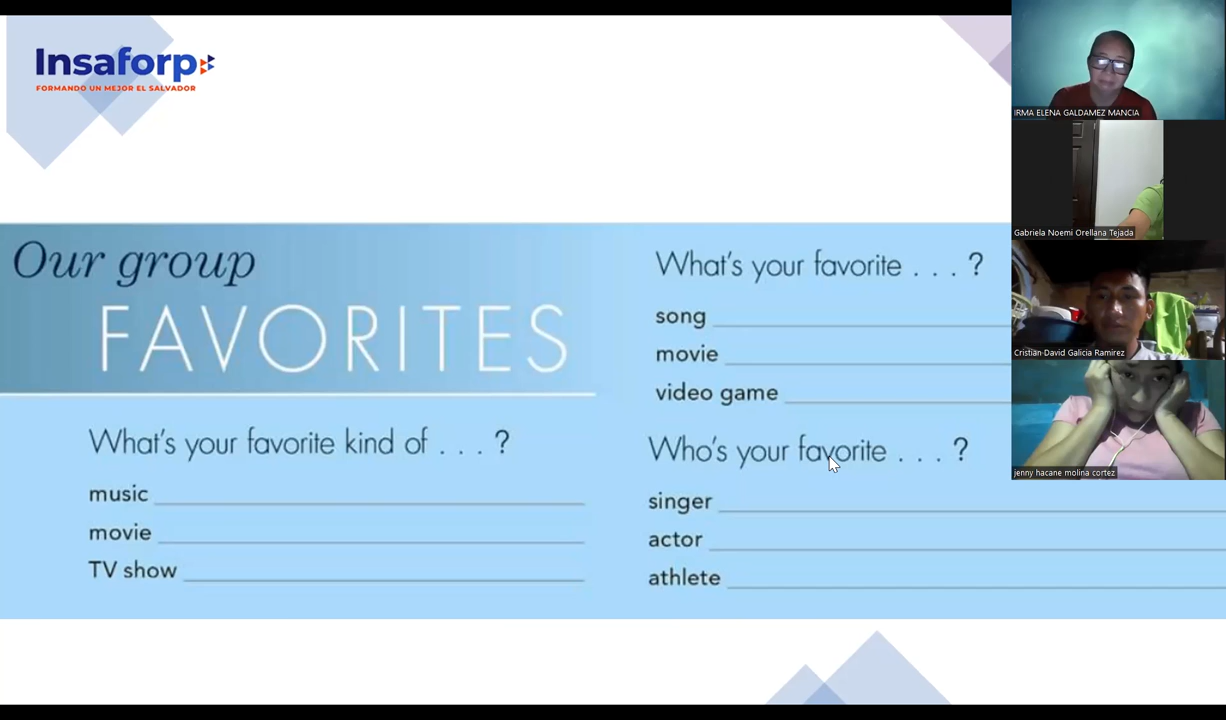 Insaforp
FORMANDO UN MEJOR EL SALVADOR
Our group
FAVORITES
What's your favorite kind of . . . ?
music
movie
TV show
What's your favorite . . . ?
song
movie
video game
Who's your favorite . . . ?
singer
actor
athlete
IRMA ELENA GALDAMEZ MANCIA
Gabriela Noemi Orellana Tejada
Cristian David Galicia Ramirez
jenny hacane molina cortez